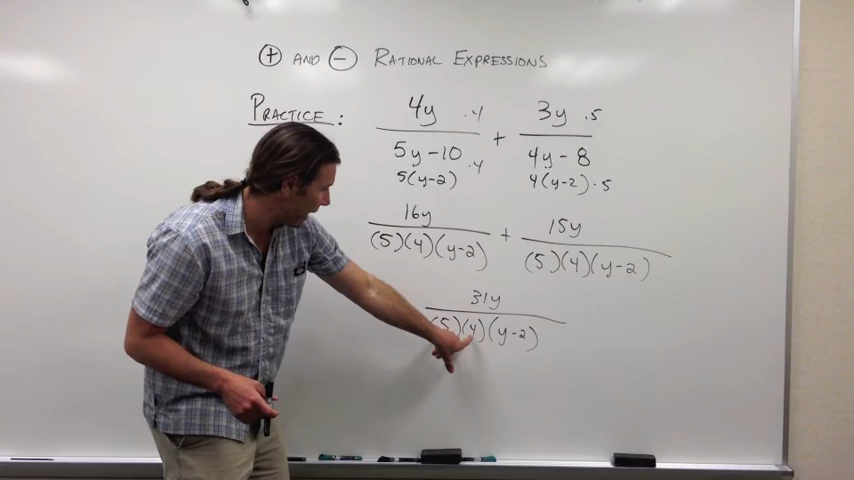 + AND − RATIONAL EXPRESSIONS
PRACTICE: 4y · 4 + 3y · 5
5y − 10 · 4 4y − 8
5(y−2) 4(y−2) · 5
16y + 15y
(5)(4)(y−2) (5)(4)(y−2)
31y
(5)(4)(y−2)